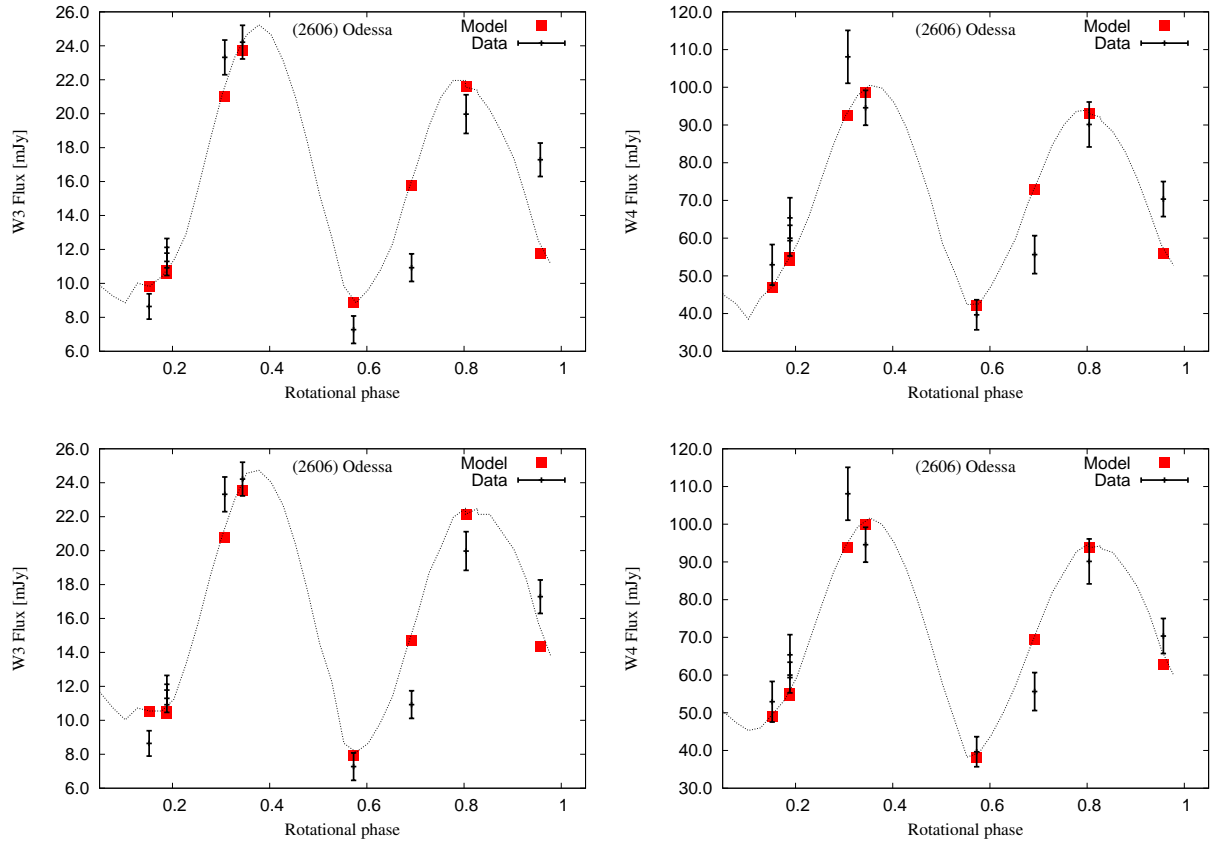 26.0
24.0
22.0
20.0
18.0
16.0
14.0
12.0
10.0
8.0
6.0
0.2 0.4 0.6 0.8 1
W3 Flux [mJy]
Rotational phase
(2606) Odessa
Model
Data
120.0
110.0
100.0
90.0
80.0
70.0
60.0
50.0
40.0
30.0
0.2 0.4 0.6 0.8 1
W4 Flux [mJy]
Rotational phase
(2606) Odessa
Model
Data
26.0
24.0
22.0
20.0
18.0
16.0
14.0
12.0
10.0
8.0
6.0
0.2 0.4 0.6 0.8 1
W3 Flux [mJy]
Rotational phase
(2606) Odessa
Model
Data
120.0
110.0
100.0
90.0
80.0
70.0
60.0
50.0
40.0
30.0
0.2 0.4 0.6 0.8 1
W4 Flux [mJy]
Rotational phase
(2606) Odessa
Model
Data